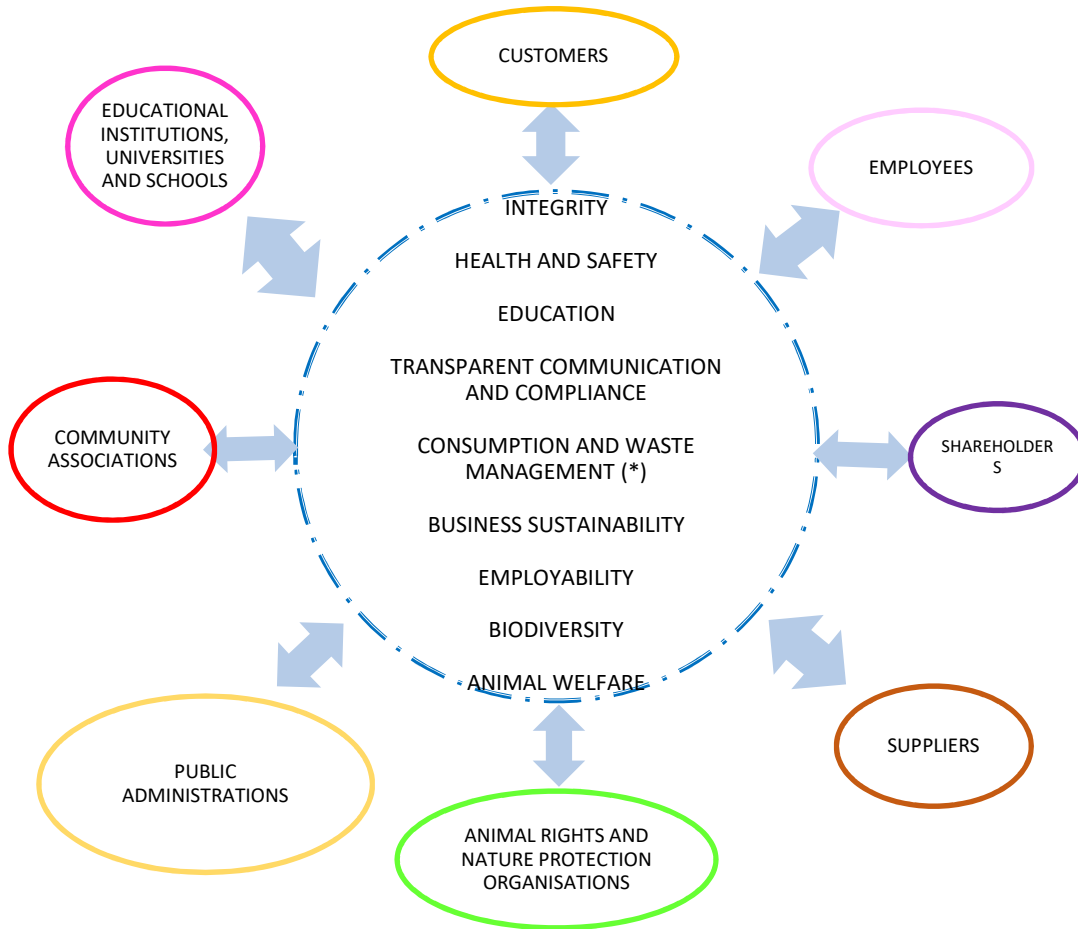 CUSTOMERS
EDUCATIONAL
INSTITUTIONS,
UNIVERSITIES
AND SCHOOLS
EMPLOYEES
INTEGRITY
HEALTH AND SAFETY
EDUCATION
TRANSPARENT COMMUNICATION
AND COMPLIANCE
CONSUMPTION AND WASTE
MANAGEMENT (*)
BUSINESS SUSTAINABILITY
EMPLOYABILITY
BIODIVERSITY
ANIMAL WELFARE
COMMUNITY
ASSOCIATIONS
SHAREHOLDER
S
PUBLIC
ADMINISTRATIONS
SUPPLIERS
ANIMAL RIGHTS AND
NATURE PROTECTION
ORGANISATIONS